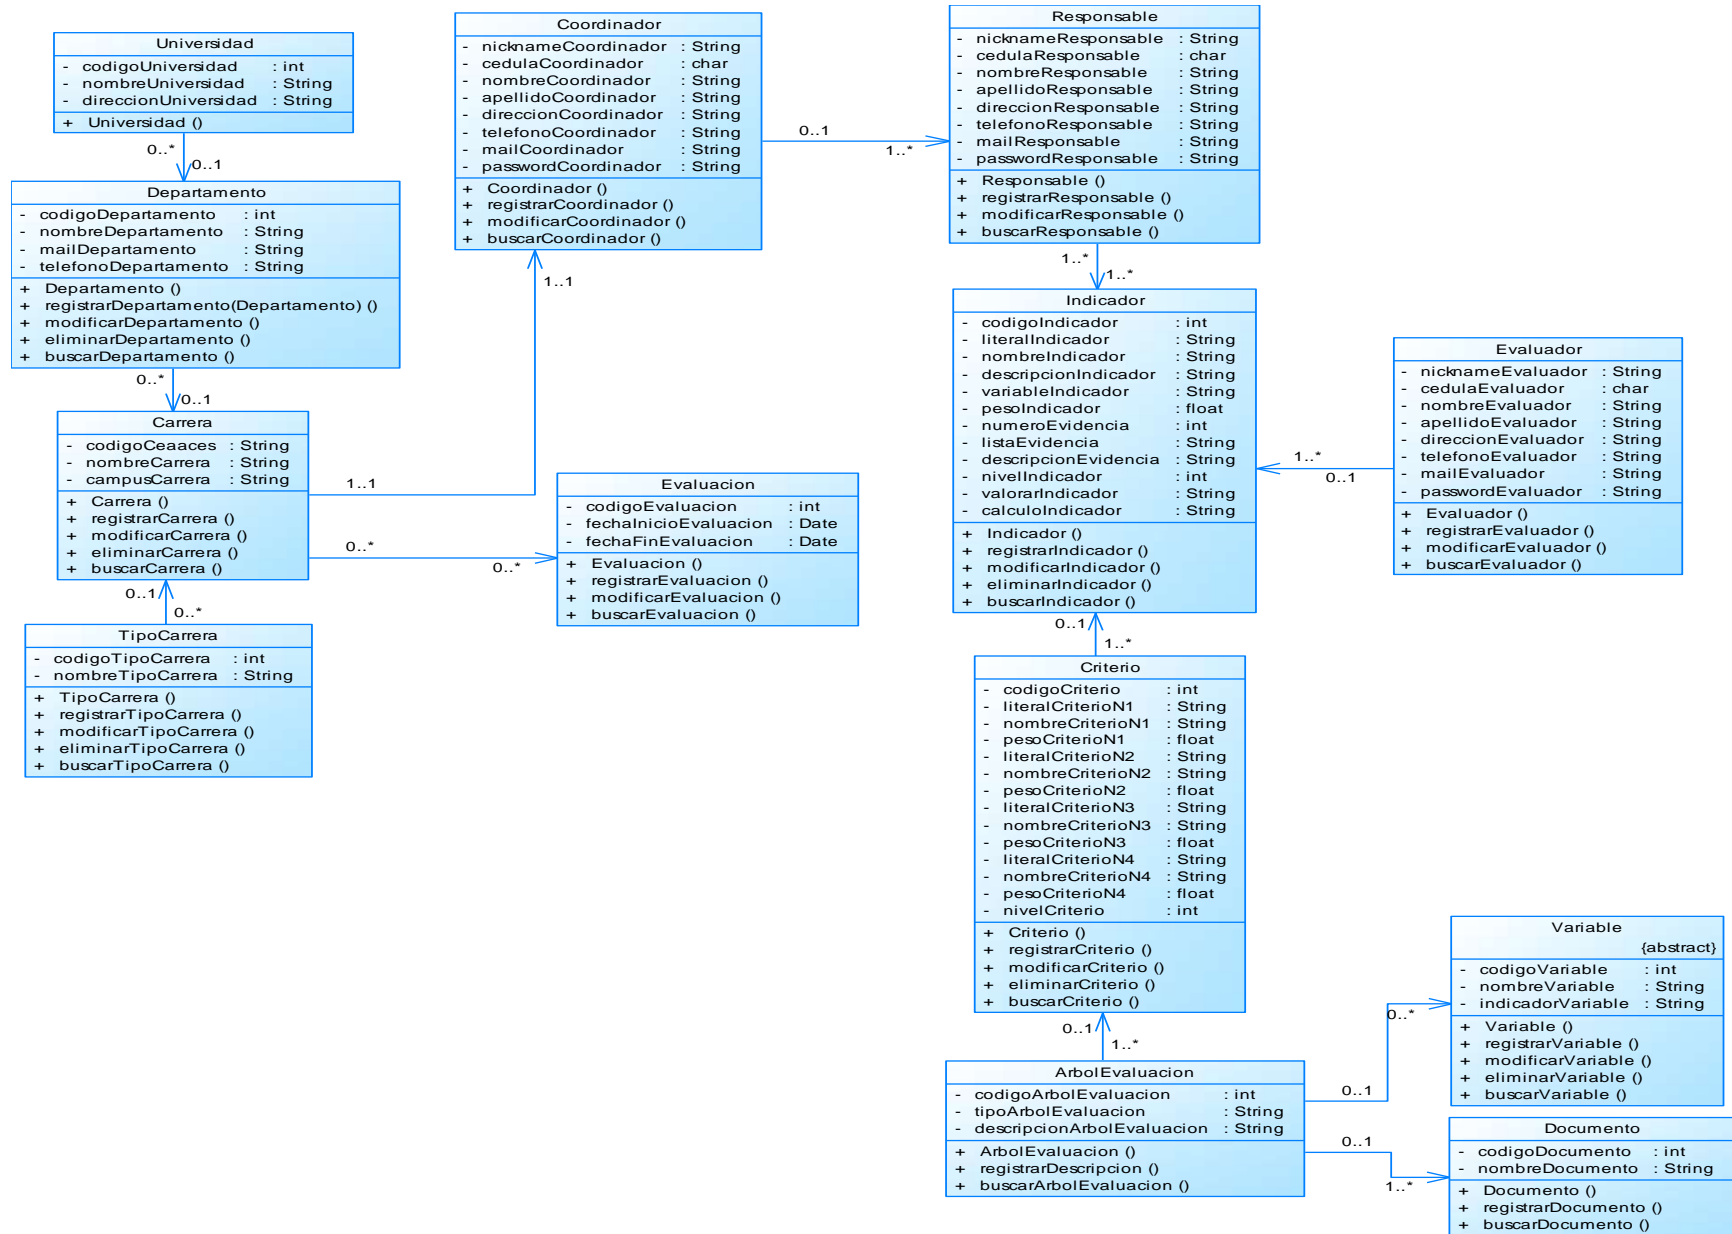 Universidad
- codigoUniversidad : int
- nombreUniversidad : String
- direccionUniversidad : String
+ Universidad ()
0..*
0..1
Departamento
- codigoDepartamento : int
- nombreDepartamento : String
- mailDepartamento : String
- telefonoDepartamento : String
+ Departamento ()
+ registrarDepartamento(Departamento) ()
+ modificarDepartamento ()
+ eliminarDepartamento ()
+ buscarDepartamento ()
0..*
0..1
Carrera
- codigoCeaaces : String
- nombreCarrera : String
- campusCarrera : String
+ Carrera ()
+ registrarCarrera ()
+ modificarCarrera ()
+ eliminarCarrera ()
+ buscarCarrera ()
0..1
0..*
TipoCarrera
- codigoTipoCarrera : int
- nombreTipoCarrera : String
+ TipoCarrera ()
+ registrarTipoCarrera ()
+ modificarTipoCarrera ()
+ eliminarTipoCarrera ()
+ buscarTipoCarrera ()
Coordinador
- nicknameCoordinador : String
- cedulaCoordinador : char
- nombreCoordinador : String
- apellidoCoordinador : String
- direccionCoordinador : String
- telefonoCoordinador : String
- mailCoordinador : String
- passwordCoordinador : String
+ Coordinador ()
+ registrarCoordinador ()
+ modificarCoordinador ()
+ buscarCoordinador ()
1..1
1..1
0..*
0..*
Evaluacion
- codigoEvaluacion : int
- fechaInicioEvaluacion : Date
- fechaFinEvaluacion : Date
+ Evaluacion ()
+ registrarEvaluacion ()
+ modificarEvaluacion ()
+ buscarEvaluacion ()
0..1
1..*
Responsable
- nicknameResponsable : String
- cedulaResponsable : char
- nombreResponsable : String
- apellidoResponsable : String
- direccionResponsable : String
- telefonoResponsable : String
- mailResponsable : String
- passwordResponsable : String
+ Responsable ()
+ registrarResponsable ()
+ modificarResponsable ()
+ buscarResponsable ()
1..*
1..*
Indicador
- codigoIndicador : int
- literalIndicador : String
- nombreIndicador : String
- descripcionIndicador : String
- variableIndicador : String
- pesoIndicador : float
- numeroEvidencia : int
- listaEvidencia : String
- descripcionEvidencia : String
- nivelIndicador : int
- valorarIndicador : String
- calculoIndicador : String
+ Indicador ()
+ registrarIndicador ()
+ modificarIndicador ()
+ eliminarIndicador ()
+ buscarIndicador ()
1..*
0..1
Evaluador
- nicknameEvaluador : String
- cedulaEvaluador : char
- nombreEvaluador : String
- apellidoEvaluador : String
- direccionEvaluador : String
- telefonoEvaluador : String
- mailEvaluador : String
- passwordEvaluador : String
+ Evaluador ()
+ registrarEvaluador ()
+ modificarEvaluador ()
+ buscarEvaluador ()
0..1
1..*
Criterio
- codigoCriterio : int
- literalCriterioN1 : String
- nombreCriterioN1 : String
- pesoCriterioN1 : float
- literalCriterioN2 : String
- nombreCriterioN2 : String
- pesoCriterioN2 : float
- literalCriterioN3 : String
- nombreCriterioN3 : String
- pesoCriterioN3 : float
- literalCriterioN4 : String
- nombreCriterioN4 : String
- pesoCriterioN4 : float
- nivelCriterio : int
+ Criterio ()
+ registrarCriterio ()
+ modificarCriterio ()
+ eliminarCriterio ()
+ buscarCriterio ()
0..1
1..*
ArbolEvaluacion
- codigoArbolEvaluacion : int
- tipoArbolEvaluacion : String
- descripcionArbolEvaluacion : String
+ ArbolEvaluacion ()
+ registrarDescripcion ()
+ buscarArbolEvaluacion ()
0..1
0..*
Variable
{abstract}
- codigoVariable : int
- nombreVariable : String
- indicadorVariable : String
+ Variable ()
+ registrarVariable ()
+ modificarVariable ()
+ eliminarVariable ()
+ buscarVariable ()
0..1
1..*
Documento
- codigoDocumento : int
- nombreDocumento : String
+ Documento ()
+ registrarDocumento ()
+ buscarDocumento ()